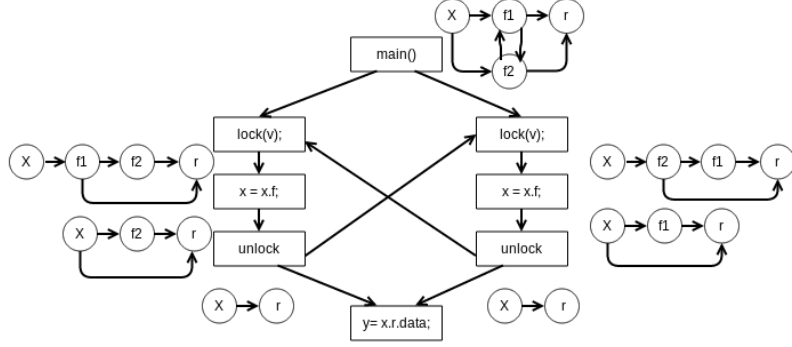 X f1 r
f2
main()
lock(v); lock(v);
X f1 f2 r
X f2 f1 r
x = x.f; x = x.f;
X f2 r
X f1 r
unlock unlock
X r
X r
y= x.r.data;